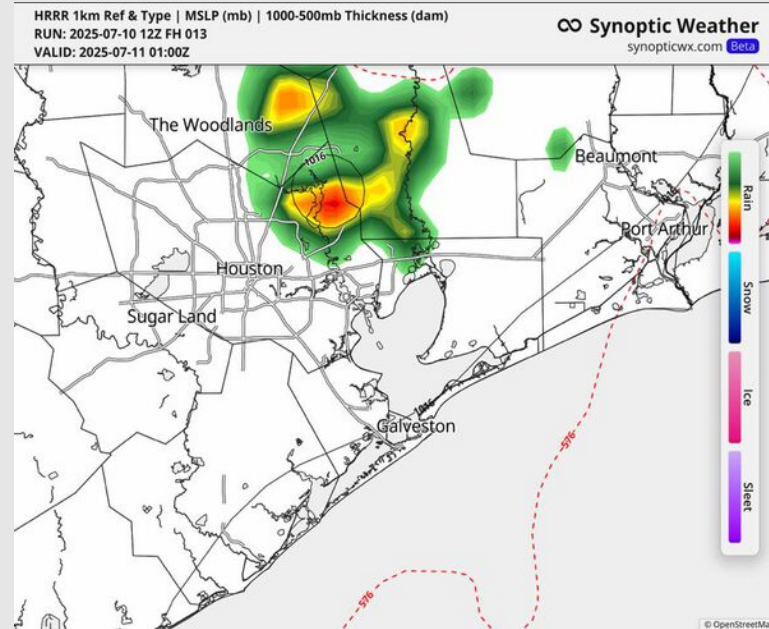 HRRR 1km Ref & Type | MSLP (mb) | 1000-500mb Thickness (dam)
RUN: 2025-07-10 12Z FH 013
VALID: 2025-07-11 01:00Z
Synoptic Weather
synopticwx.com Beta
The Woodlands
1016
Beaumont
Port Arthur
Houston
Sugar Land
1016
Galveston
576
576
Rain
Snow
Ice
Sleet
© OpenStreetMa